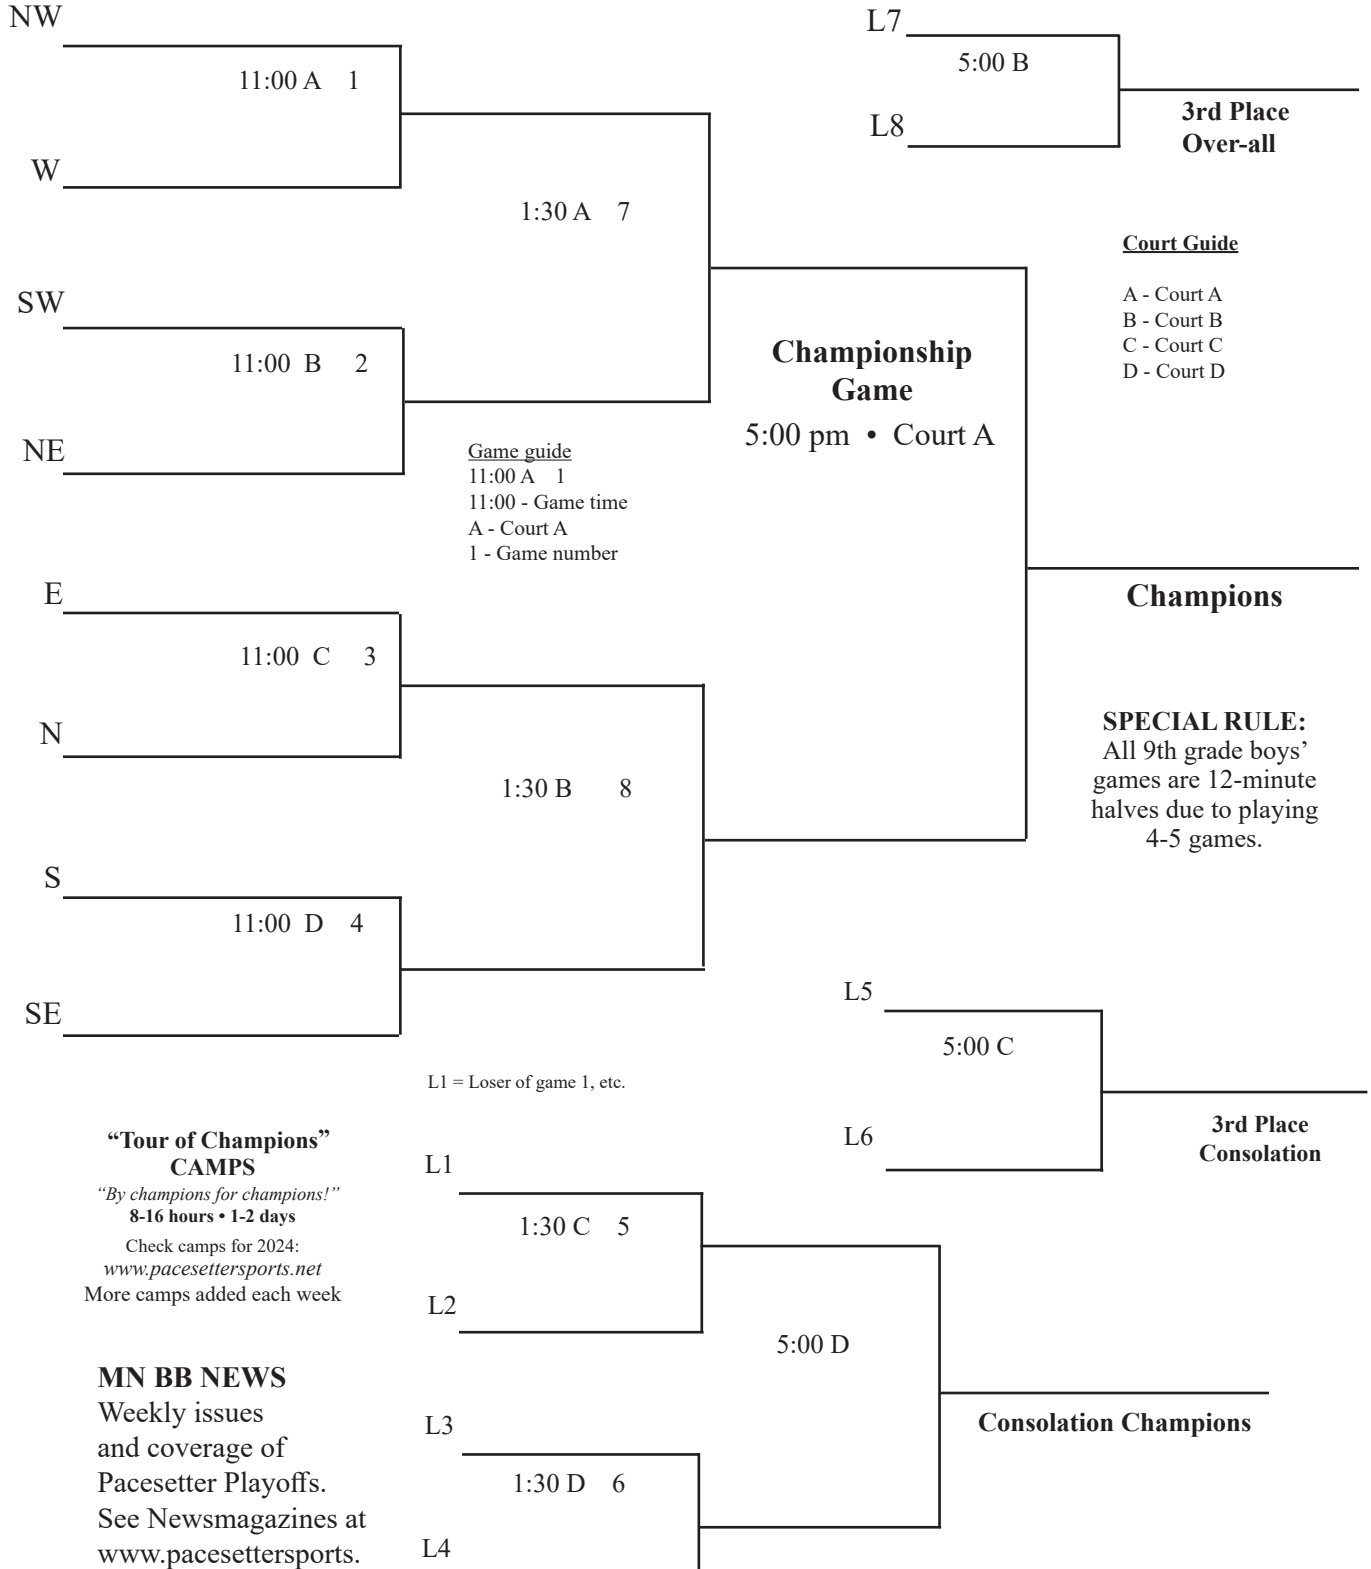 NW
11:00 A 1
W
SW
11:00 B 2
NE
1:30 A 7
Game guide
11:00 A 1
11:00 - Game time
A - Court A
1 - Game number
E
11:00 C 3
N
S
11:00 D 4
SE
1:30 B 8
Championship
Game
5:00 pm • Court A
Champions
L7
5:00 B
L8
3rd Place
Over-all
Court Guide
A - Court A
B - Court B
C - Court C
D - Court D
SPECIAL RULE:
All 9th grade boys’
games are 12-minute
halves due to playing
4-5 games.
L5
5:00 C
L6
3rd Place
Consolation
L1 = Loser of game 1, etc.
L1
1:30 C 5
L2
5:00 D
L3
1:30 D 6
L4
Consolation Champions
“Tour of Champions”
CAMPS
“By champions for champions!”
8-16 hours • 1-2 days
Check camps for 2024:
www.pacesettersports.net
More camps added each week
MN BB NEWS
Weekly issues
and coverage of
Pacesetter Playoffs.
See Newsmagazines at
www.pacesettersports.